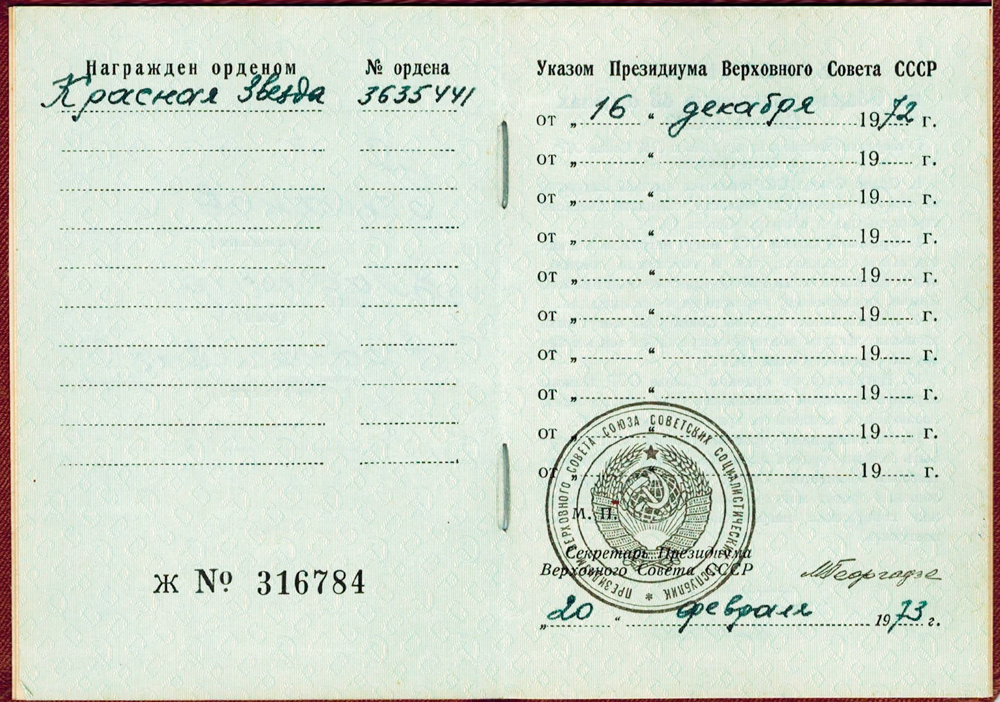 Награжден орденом
№ ордена
Красная Звезда
3635441
Ж № 316784
Указом Президиума Верховного Совета СССР
от „16“ декабря 1972 г.
от „ “ 19 г.
от „ “ 19 г.
от „ “ 19 г.
от „ “ 19 г.
от „ “ 19 г.
от „ “ 19 г.
от „ “ 19 г.
от „ “ 19 г.
от „ “ 19 г.
ПРЕЗИДИУМ ВЕРХОВНОГО СОВЕТА СОЮЗА СОВЕТСКИХ СОЦИАЛИСТИЧЕСКИХ РЕСПУБЛИК
М. П.
Секретарь Президиума
Верховного Совета СССР
МГеоргадзе
„20“ февраля 1973 г.